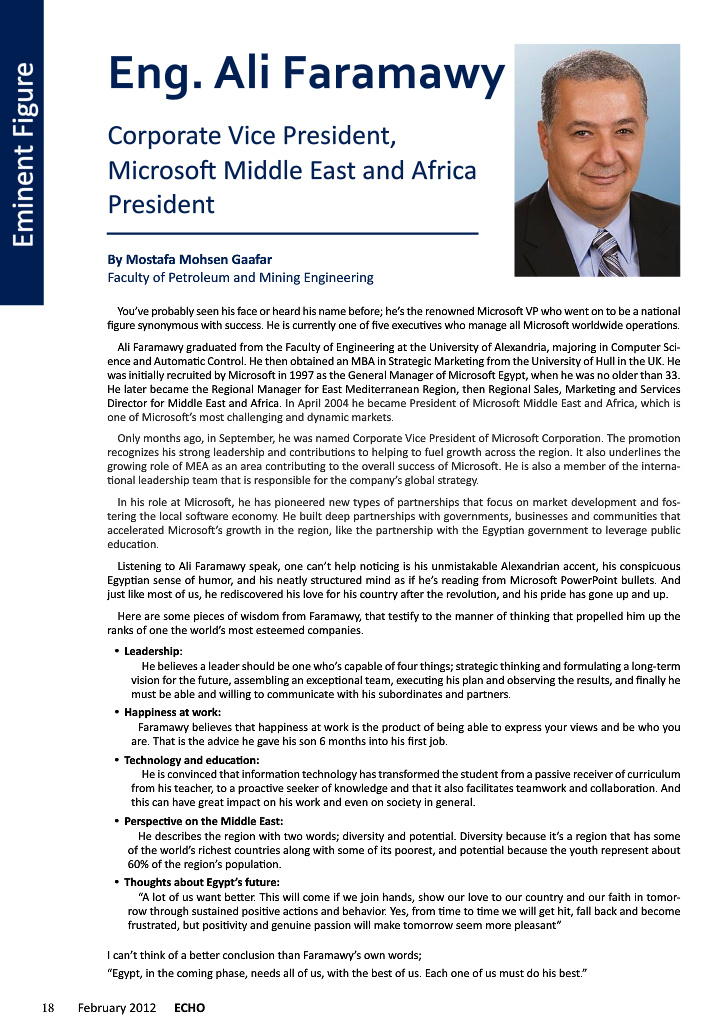 Eminent Figure
Eng. Ali Faramawy
Corporate Vice President,
Microsoft Middle East and Africa
President
By Mostafa Mohsen Gaafar
Faculty of Petroleum and Mining Engineering
You’ve probably seen his face or heard his name before; he’s the renowned Microsoft VP who went on to be a national
figure synonymous with success. He is currently one of five executives who manage all Microsoft worldwide operations.
Ali Faramawy graduated from the Faculty of Engineering at the University of Alexandria, majoring in Computer Sci-
ence and Automatic Control. He then obtained an MBA in Strategic Marketing from the University of Hull in the UK. He
was initially recruited by Microsoft in 1997 as the General Manager of Microsoft Egypt, when he was no older than 33.
He later became the Regional Manager for East Mediterranean Region, then Regional Sales, Marketing and Services
Director for Middle East and Africa. In April 2004 he became President of Microsoft Middle East and Africa, which is
one of Microsoft’s most challenging and dynamic markets.
Only months ago, in September, he was named Corporate Vice President of Microsoft Corporation. The promotion
recognizes his strong leadership and contributions to helping to fuel growth across the region. It also underlines the
growing role of MEA as an area contributing to the overall success of Microsoft. He is also a member of the interna-
tional leadership team that is responsible for the company’s global strategy.
In his role at Microsoft, he has pioneered new types of partnerships that focus on market development and fos-
tering the local software economy. He built deep partnerships with governments, businesses and communities that
accelerated Microsoft’s growth in the region, like the partnership with the Egyptian government to leverage public
education.
Listening to Ali Faramawy speak, one can’t help noticing is his unmistakable Alexandrian accent, his conspicuous
Egyptian sense of humor, and his neatly structured mind as if he’s reading from Microsoft PowerPoint bullets. And
just like most of us, he rediscovered his love for his country after the revolution, and his pride has gone up and up.
Here are some pieces of wisdom from Faramawy, that testify to the manner of thinking that propelled him up the
ranks of one the world’s most esteemed companies.
• Leadership:
He believes a leader should be one who’s capable of four things; strategic thinking and formulating a long-term
vision for the future, assembling an exceptional team, executing his plan and observing the results, and finally he
must be able and willing to communicate with his subordinates and partners.
• Happiness at work:
Faramawy believes that happiness at work is the product of being able to express your views and be who you
are. That is the advice he gave his son 6 months into his first job.
• Technology and education:
He is convinced that information technology has transformed the student from a passive receiver of curriculum
from his teacher, to a proactive seeker of knowledge and that it also facilitates teamwork and collaboration. And
this can have great impact on his work and even on society in general.
• Perspective on the Middle East:
He describes the region with two words; diversity and potential. Diversity because it’s a region that has some
of the world’s richest countries along with some of its poorest, and potential because the youth represent about
60% of the region’s population.
• Thoughts about Egypt’s future:
“A lot of us want better. This will come if we join hands, show our love to our country and our faith in tomor-
row through sustained positive actions and behavior. Yes, from time to time we will get hit, fall back and become
frustrated, but positivity and genuine passion will make tomorrow seem more pleasant“
I can’t think of a better conclusion than Faramawy’s own words;
“Egypt, in the coming phase, needs all of us, with the best of us. Each one of us must do his best.”
18 February 2012 ECHO